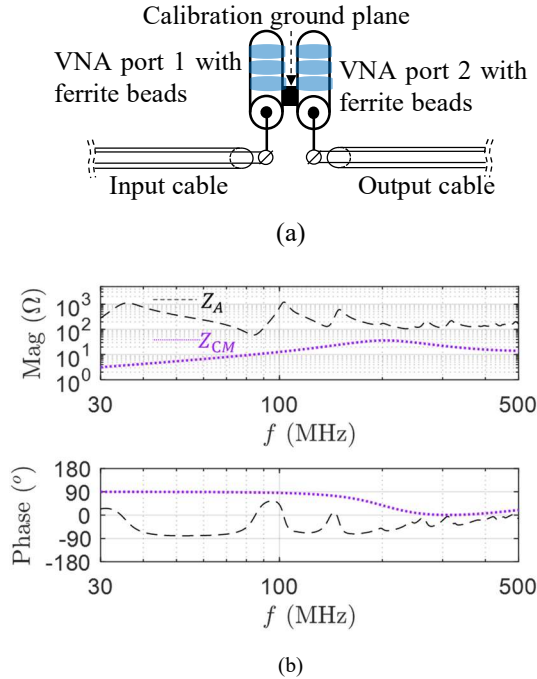 Calibration ground plane
VNA port 1 with
ferrite beads
VNA port 2 with
ferrite beads
Input cable
Output cable
(a)
Mag (Ω)
10³
10²
10¹
10⁰
Z_A
Z_CM
30
100
500
f (MHz)
Phase (°)
180
90
0
-90
-180
30
100
500
f (MHz)
(b)